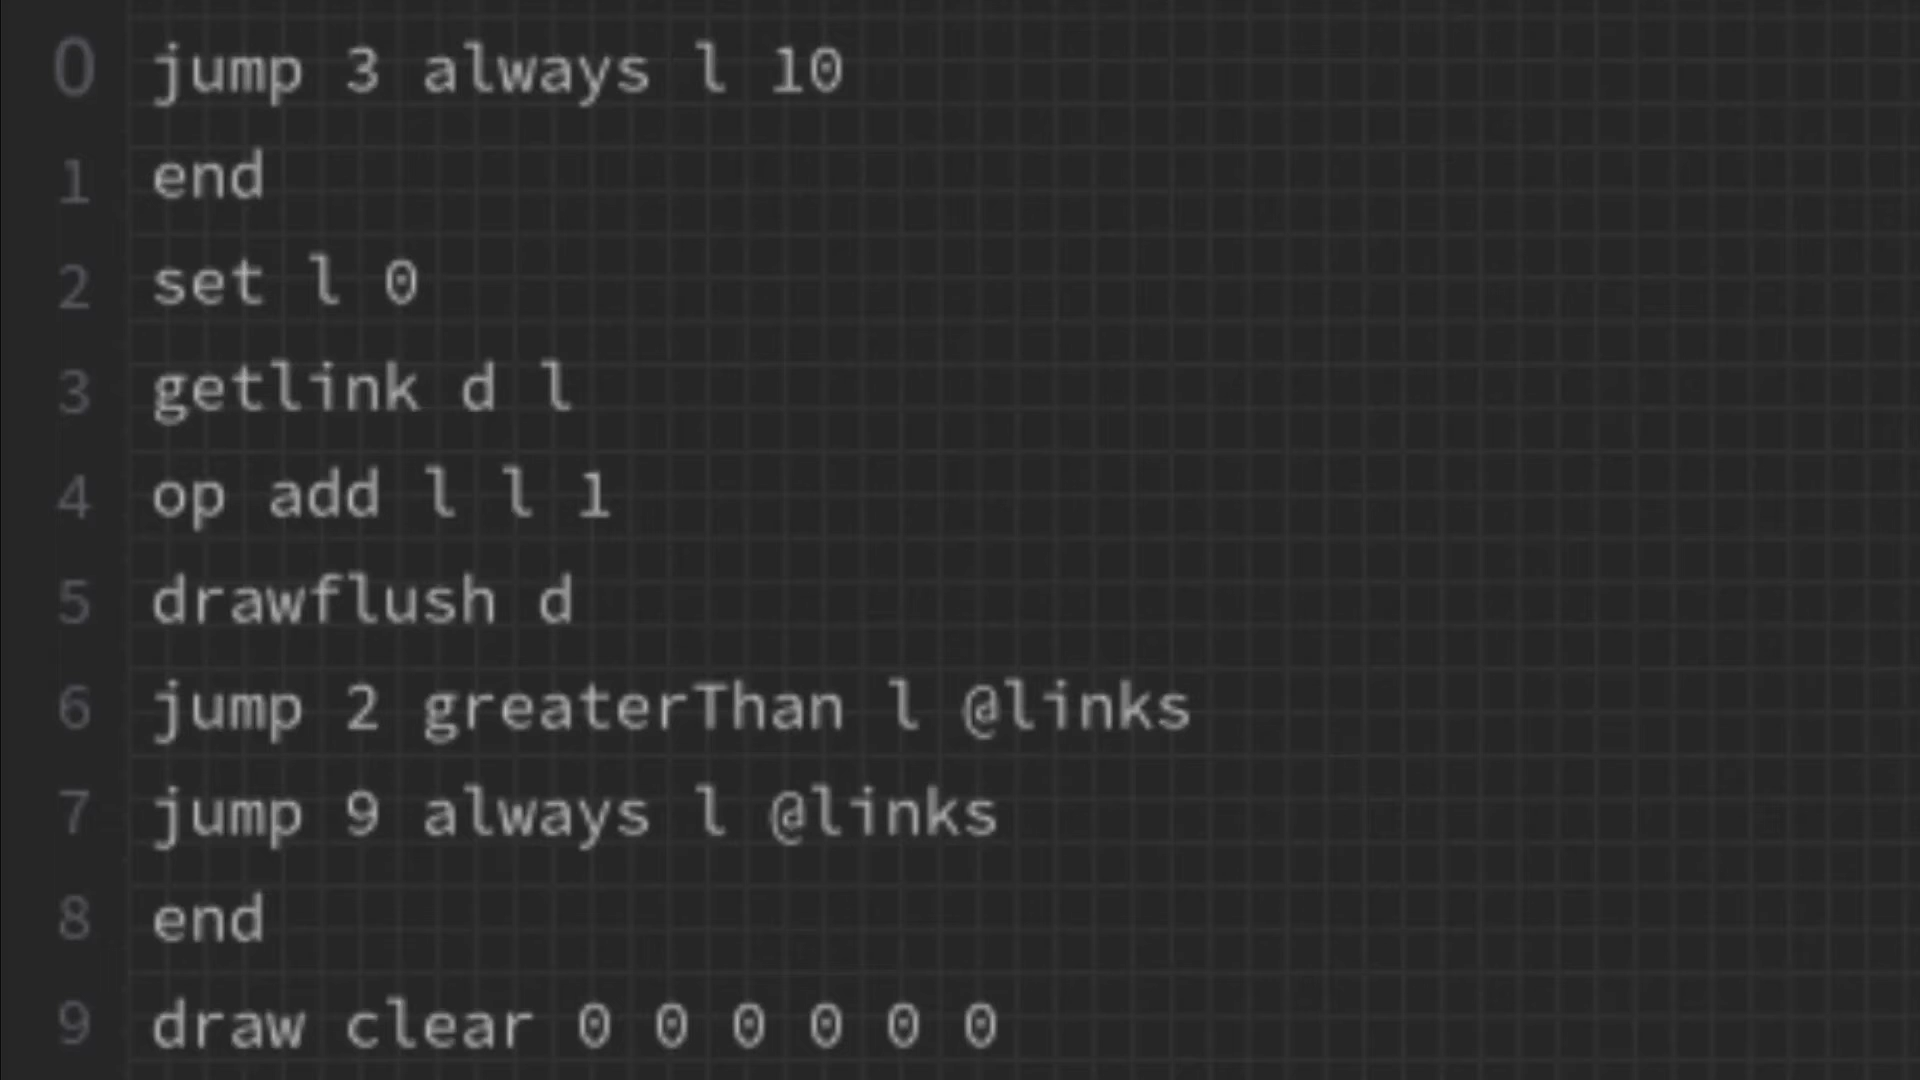 0 jump 3 always l 10
1 end
2 set l 0
3 getlink d l
4 op add l l 1
5 drawflush d
6 jump 2 greaterThan l @links
7 jump 9 always l @links
8 end
9 draw clear 0 0 0 0 0 0